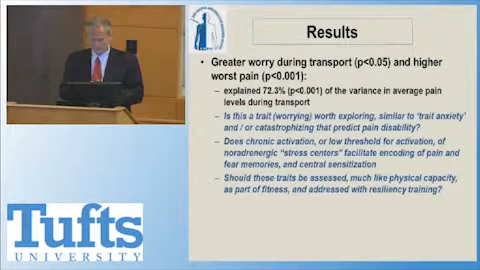 Results
• Greater worry during transport (p<0.05) and higher
worst pain (p<0.001):
– explained 72.3% (p<0.001) of the variance in average pain
levels during transport
– Is this a trait (worrying) worth exploring, similar to ‘trait anxiety’
and / or catastrophizing that predict pain disability?
– Does chronic activation, or low threshold for activation, of
noradrenergic “stress centers” facilitate encoding of pain and
fear memories, and central sensitization
– Should these traits be assessed, much like physical capacity,
as part of fitness, and addressed with resiliency training?
Tufts
UNIVERSITY